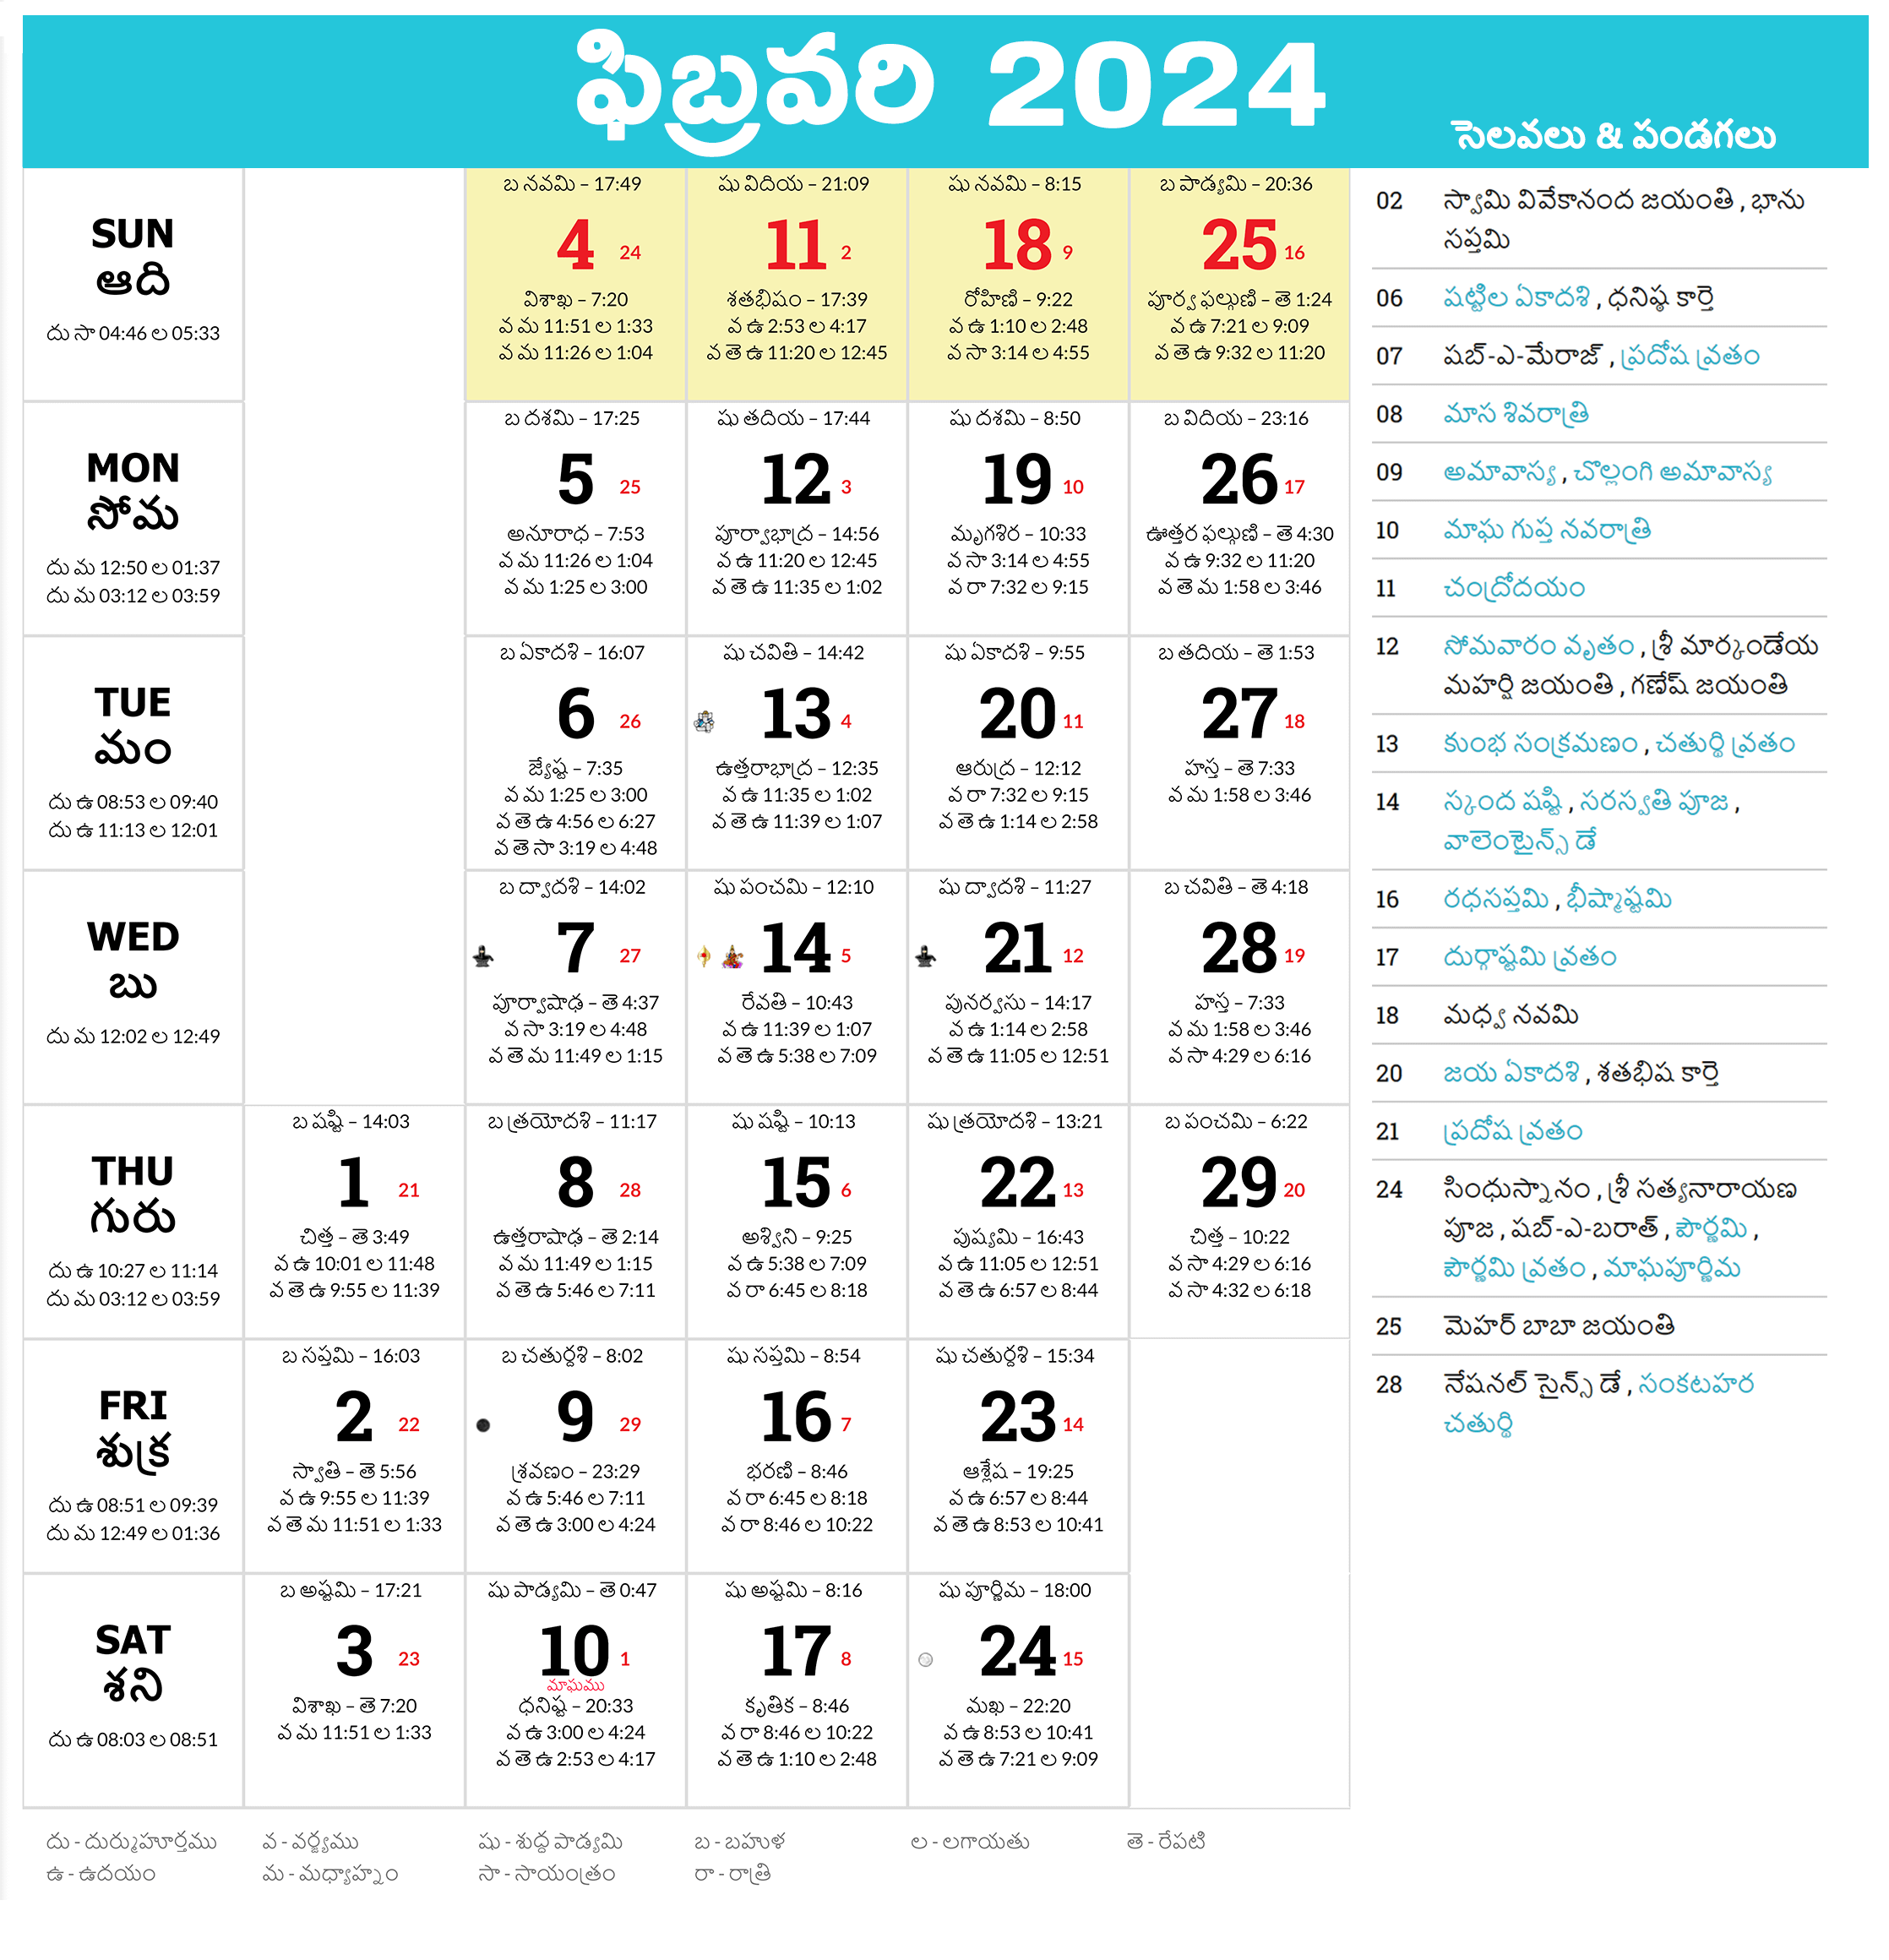 ఫిబ్రవరి 2024
సెలవలు & పండగలు
SUN
ఆది
దు సా 04:46 ల 05:33
బ నవమి – 17:49
4 24
విశాఖ – 7:20
వ మ 11:51 ల 1:33
వ మ 11:26 ల 1:04
షు విదియ – 21:09
11 2
శతభిషం – 17:39
వ ఉ 2:53 ల 4:17
వ తె ఉ 11:20 ల 12:45
షు నవమి – 8:15
18 9
రోహిణి – 9:22
వ ఉ 1:10 ల 2:48
వ సా 3:14 ల 4:55
బ పాడ్యమి – 20:36
25 16
పూర్వ ఫల్గుణి – తె 1:24
వ ఉ 7:21 ల 9:09
వ తె ఉ 9:32 ల 11:20
MON
సోమ
దు మ 12:50 ల 01:37
దు మ 03:12 ల 03:59
బ దశమి – 17:25
5 25
అనూరాధ – 7:53
వ మ 11:26 ల 1:04
వ మ 1:25 ల 3:00
షు తదియ – 17:44
12 3
పూర్వాభాద్ర – 14:56
వ ఉ 11:20 ల 12:45
వ తె ఉ 11:35 ల 1:02
షు దశమి – 8:50
19 10
మృగశిర – 10:33
వ సా 3:14 ల 4:55
వ రా 7:32 ల 9:15
బ విదియ – 23:16
26 17
ఊత్తర ఫల్గుణి – తె 4:30
వ ఉ 9:32 ల 11:20
వ తె మ 1:58 ల 3:46
TUE
మం
దు ఉ 08:53 ల 09:40
దు ఉ 11:13 ల 12:01
బ ఏకాదశి – 16:07
6 26
జ్యేష్ట – 7:35
వ మ 1:25 ల 3:00
వ తె ఉ 4:56 ల 6:27
వ తె సా 3:19 ల 4:48
షు చవితి – 14:42
13 4
ఉత్తరాభాద్ర – 12:35
వ ఉ 11:35 ల 1:02
వ తె ఉ 11:39 ల 1:07
షు ఏకాదశి – 9:55
20 11
ఆరుద్ర – 12:12
వ రా 7:32 ల 9:15
వ తె ఉ 1:14 ల 2:58
బ తదియ – తె 1:53
27 18
హస్త – తె 7:33
వ మ 1:58 ల 3:46
WED
బు
దు మ 12:02 ల 12:49
బ ద్వాదశి – 14:02
7 27
పూర్వాషాఢ – తె 4:37
వ సా 3:19 ల 4:48
వ తె మ 11:49 ల 1:15
షు పంచమి – 12:10
14 5
రేవతి – 10:43
వ ఉ 11:39 ల 1:07
వ తె ఉ 5:38 ల 7:09
షు ద్వాదశి – 11:27
21 12
పునర్వసు – 14:17
వ ఉ 1:14 ల 2:58
వ తె ఉ 11:05 ల 12:51
బ చవితి – తె 4:18
28 19
హస్త – 7:33
వ మ 1:58 ల 3:46
వ సా 4:29 ల 6:16
THU
గురు
దు ఉ 10:27 ల 11:14
దు మ 03:12 ల 03:59
బ షష్టి – 14:03
1 21
చిత్త – తె 3:49
వ ఉ 10:01 ల 11:48
వ తె ఉ 9:55 ల 11:39
బ త్రయోదశి – 11:17
8 28
ఉత్తరాషాఢ – తె 2:14
వ మ 11:49 ల 1:15
వ తె ఉ 5:46 ల 7:11
షు షష్టి – 10:13
15 6
అశ్విని – 9:25
వ ఉ 5:38 ల 7:09
వ రా 6:45 ల 8:18
షు త్రయోదశి – 13:21
22 13
పుష్యమి – 16:43
వ ఉ 11:05 ల 12:51
వ తె ఉ 6:57 ల 8:44
బ పంచమి – 6:22
29 20
చిత్త – 10:22
వ సా 4:29 ల 6:16
వ సా 4:32 ల 6:18
FRI
శుక్ర
దు ఉ 08:51 ల 09:39
దు మ 12:49 ల 01:36
బ సప్తమి – 16:03
2 22
స్వాతి – తె 5:56
వ ఉ 9:55 ల 11:39
వ తె మ 11:51 ల 1:33
బ చతుర్దశి – 8:02
9 29
శ్రవణం – 23:29
వ ఉ 5:46 ల 7:11
వ తె ఉ 3:00 ల 4:24
షు సప్తమి – 8:54
16 7
భరణి – 8:46
వ రా 6:45 ల 8:18
వ రా 8:46 ల 10:22
షు చతుర్దశి – 15:34
23 14
ఆశ్లేష – 19:25
వ ఉ 6:57 ల 8:44
వ తె ఉ 8:53 ల 10:41
SAT
శని
దు ఉ 08:03 ల 08:51
బ అష్టమి – 17:21
3 23
విశాఖ – తె 7:20
వ మ 11:51 ల 1:33
షు పాడ్యమి – తె 0:47
10 1
మాఘము
ధనిష్ట – 20:33
వ ఉ 3:00 ల 4:24
వ తె ఉ 2:53 ల 4:17
షు అష్టమి – 8:16
17 8
కృతిక – 8:46
వ రా 8:46 ల 10:22
వ తె ఉ 1:10 ల 2:48
షు పూర్ణిమ – 18:00
24 15
మఖ – 22:20
వ ఉ 8:53 ల 10:41
వ తె ఉ 7:21 ల 9:09
02 స్వామి వివేకానంద జయంతి , భాను
సప్తమి
06 షట్టిల ఏకాదశి , ధనిష్ఠ కార్తె
07 షబ్-ఎ-మేరాజ్ , ప్రదోష వ్రతం
08 మాస శివరాత్రి
09 అమావాస్య , చొల్లంగి అమావాస్య
10 మాఘ గుప్త నవరాత్రి
11 చంద్రోదయం
12 సోమవారం వృతం , శ్రీ మార్కండేయ
మహర్షి జయంతి , గణేష్ జయంతి
13 కుంభ సంక్రమణం , చతుర్థి వ్రతం
14 స్కంద షష్టి , సరస్వతి పూజ ,
వాలెంటైన్స్ డే
16 రధసప్తమి , భీష్మాష్టమి
17 దుర్గాష్టమి వ్రతం
18 మధ్వ నవమి
20 జయ ఏకాదశి , శతభిష కార్తె
21 ప్రదోష వ్రతం
24 సింధుస్నానం , శ్రీ సత్యనారాయణ
పూజ , షబ్-ఎ-బరాత్ , పౌర్ణమి ,
పౌర్ణమి వ్రతం , మాఘపూర్ణిమ
25 మెహర్ బాబా జయంతి
28 నేషనల్ సైన్స్ డే , సంకటహర
చతుర్థి
దు - దుర్ముహూర్తము వ - వర్జ్యము షు - శుద్ధ పాడ్యమి బ - బహుళ ల - లగాయతు తె - రేపటి
ఉ - ఉదయం మ - మధ్యాహ్నం సా - సాయంత్రం రా - రాత్రి